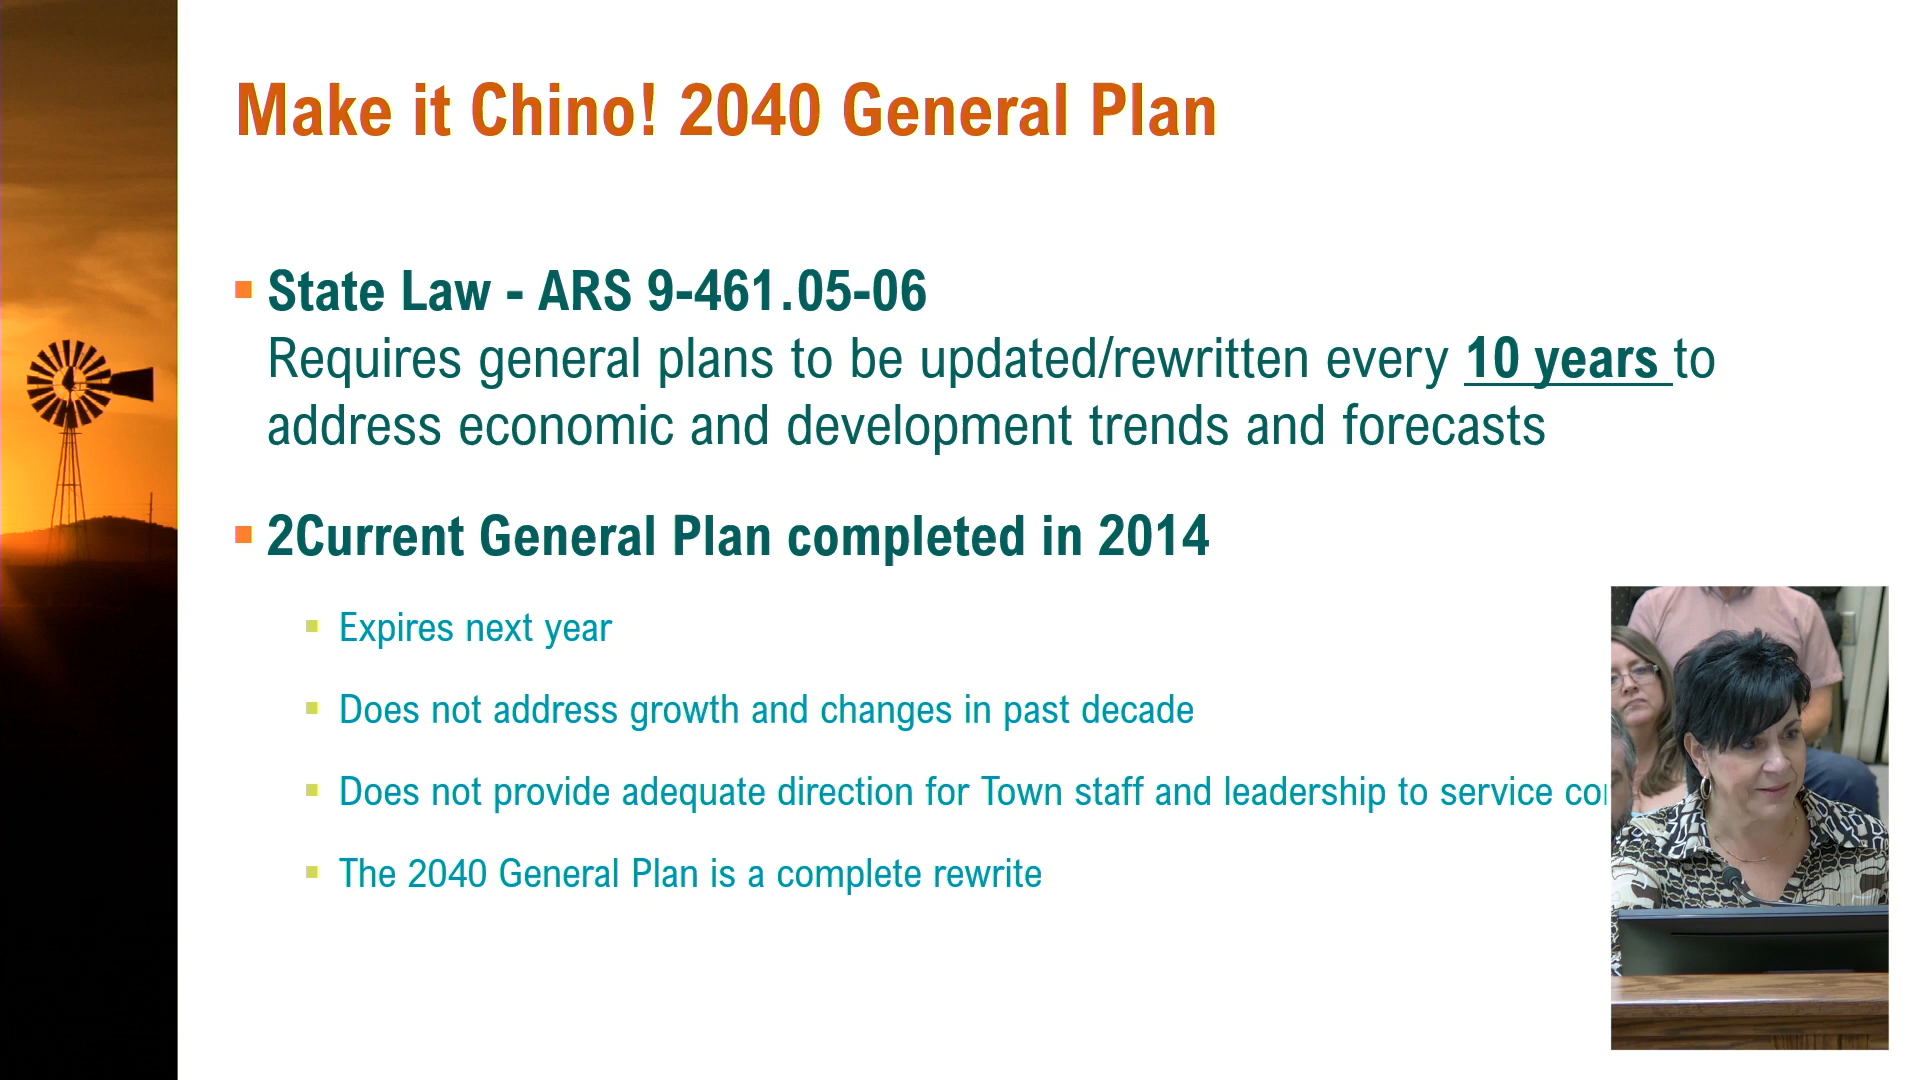 Make it Chino! 2040 General Plan
State Law - ARS 9-461.05-06
Requires general plans to be updated/rewritten every 10 years to
address economic and development trends and forecasts
2Current General Plan completed in 2014
Expires next year
Does not address growth and changes in past decade
Does not provide adequate direction for Town staff and leadership to service
The 2040 General Plan is a complete rewrite